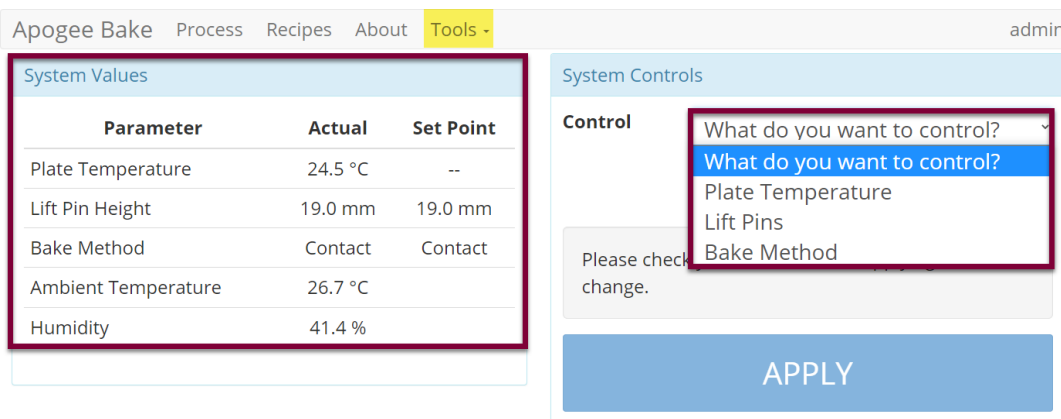 Apogee Bake Process Recipes About Tools admin
System Values
Parameter Actual Set Point
Plate Temperature 24.5 °C --
Lift Pin Height 19.0 mm 19.0 mm
Bake Method Contact Contact
Ambient Temperature 26.7 °C
Humidity 41.4 %
System Controls
Control What do you want to control?
What do you want to control?
Plate Temperature
Lift Pins
Bake Method
Please check
change.
APPLY